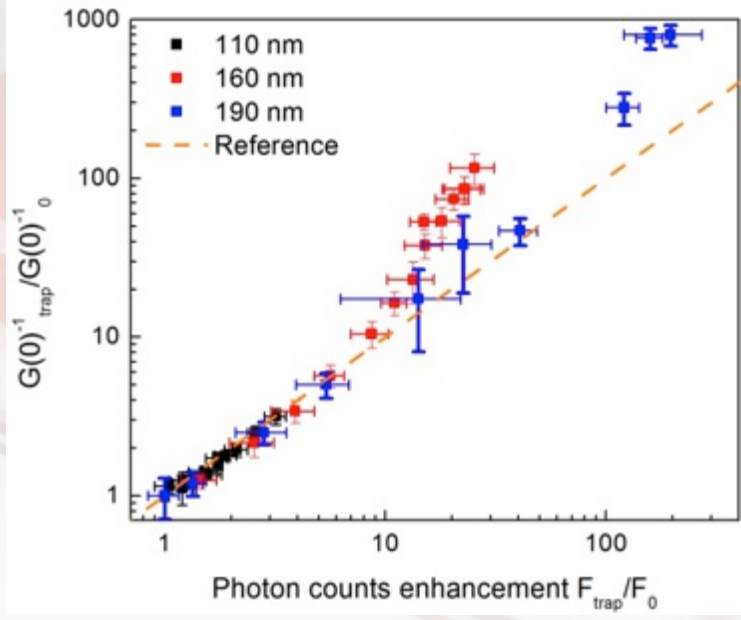 1000
100
10
1
110 nm
160 nm
190 nm
Reference
G(0)⁻¹trap/G(0)⁻¹0
1 10 100
Photon counts enhancement Ftrap/F0